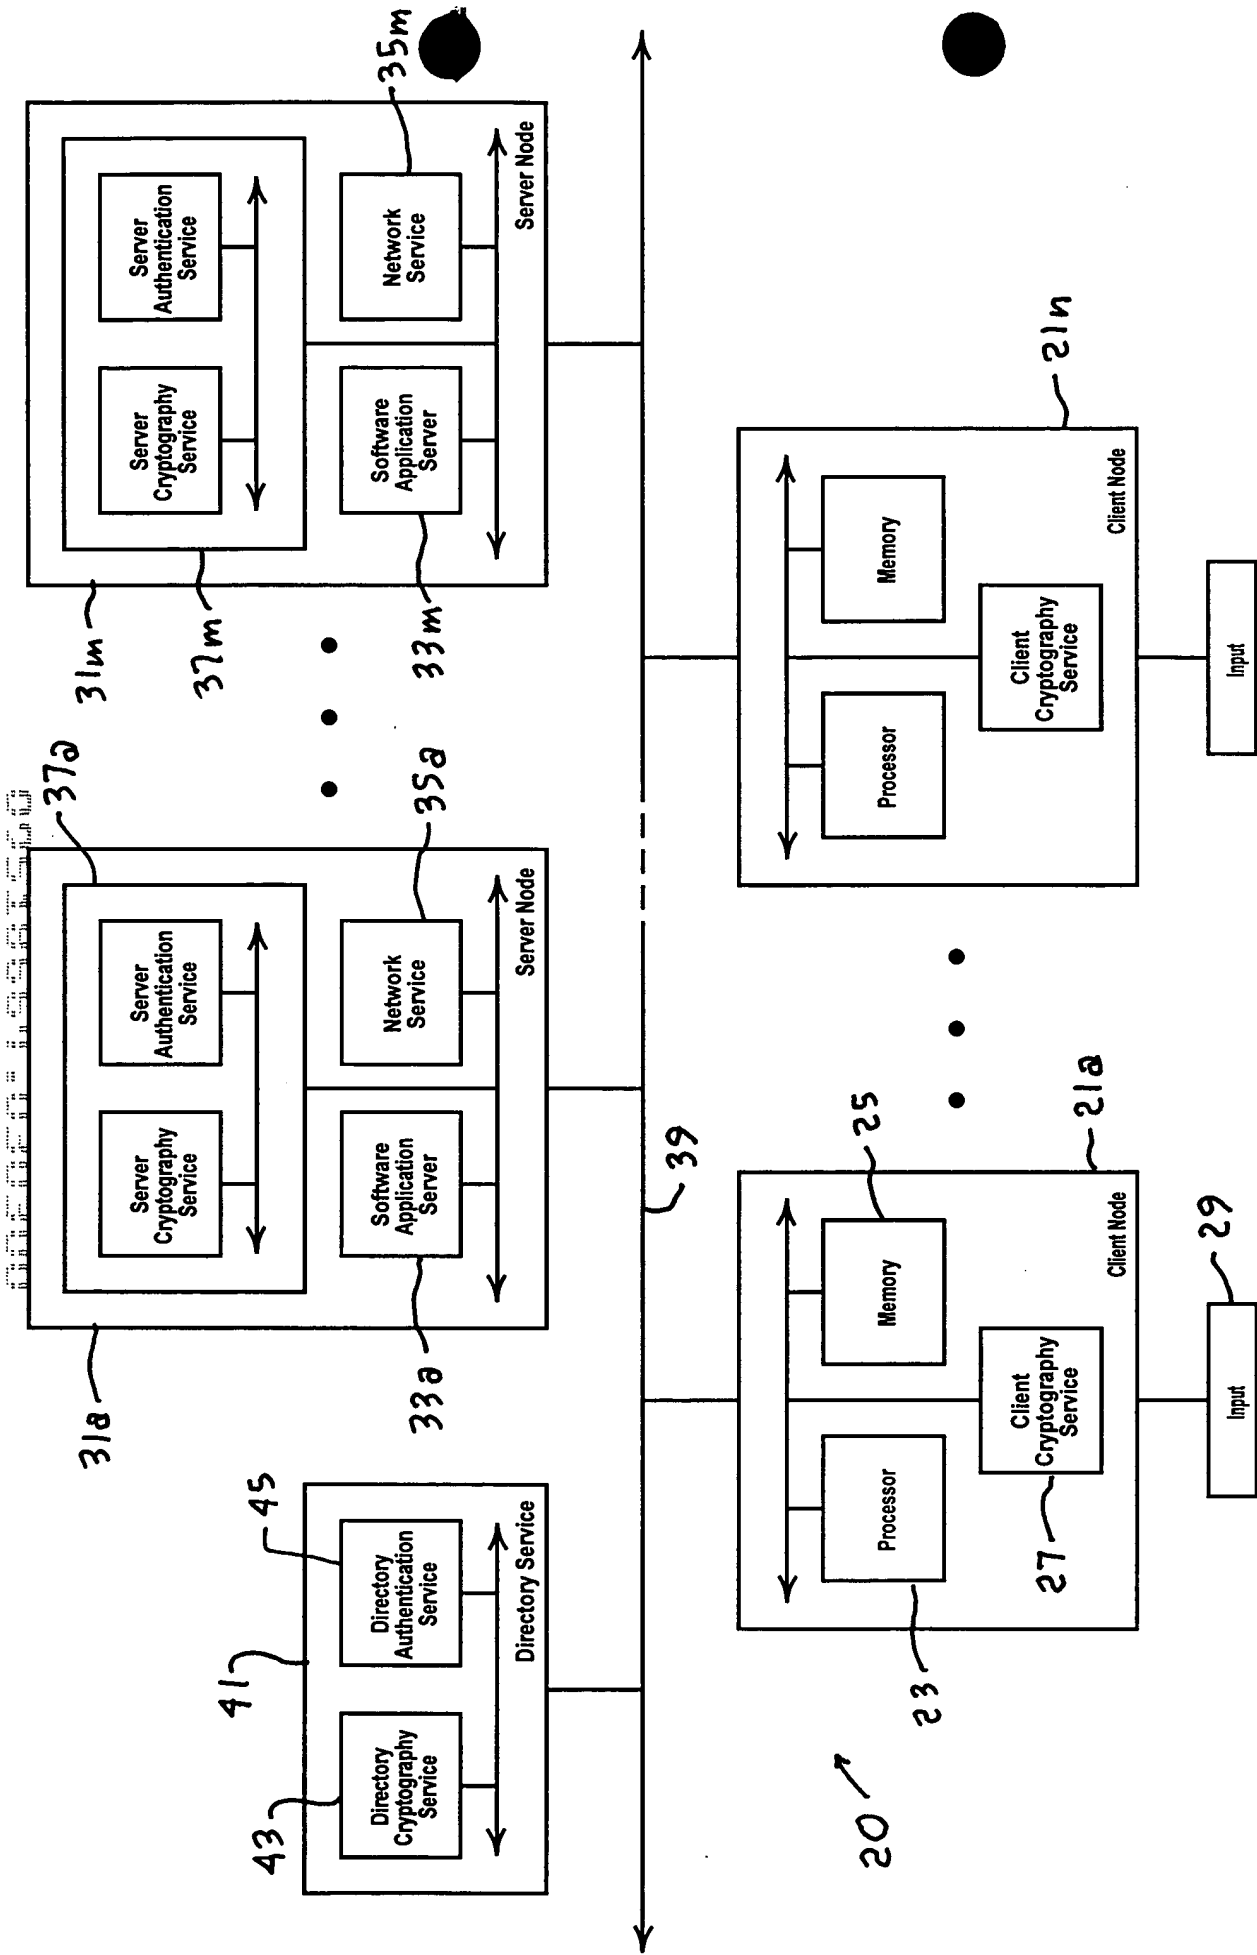 41
43
45
Directory
Cryptography
Service
Directory
Authentication
Service
Directory Service
31a
37a
Server
Cryptography
Service
Server
Authentication
Service
33a
35a
Software
Application
Server
Network
Service
Server Node
31m
37m
Server
Cryptography
Service
Server
Authentication
Service
33m
35m
Software
Application
Server
Network
Service
Server Node
39
20
21a
23
25
Processor
Memory
27
Client
Cryptography
Service
Client Node
29
Input
21n
Processor
Memory
Client
Cryptography
Service
Client Node
Input